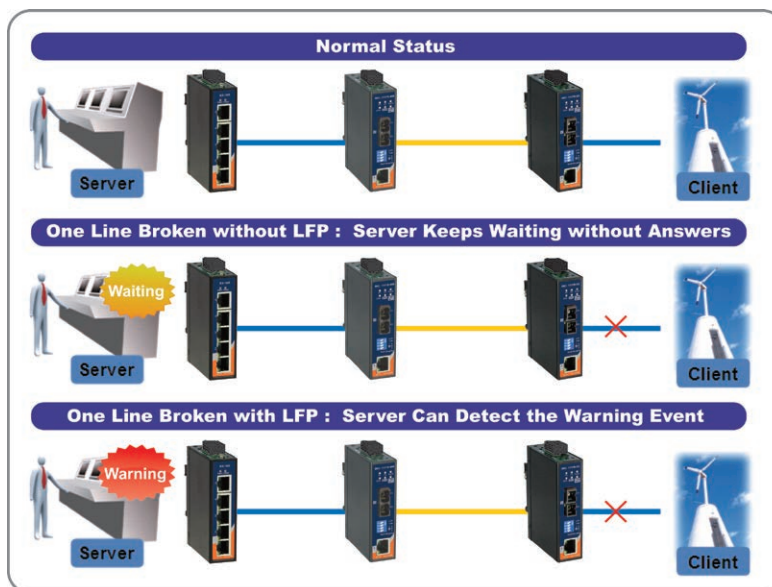 Normal Status
Server
Client
One Line Broken without LFP : Server Keeps Waiting without Answers
Waiting
Server
Client
One Line Broken with LFP : Server Can Detect the Warning Event
Warning
Server
Client